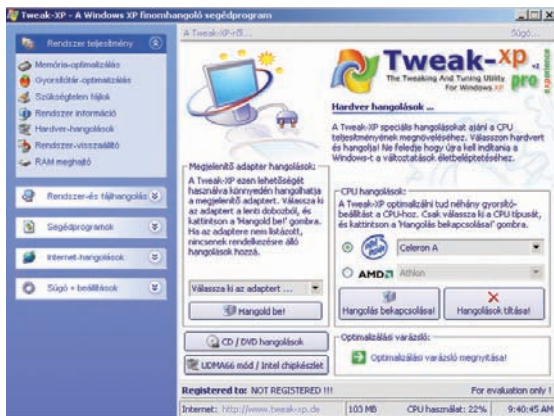 Tweak-XP - A Windows XP finomhangoló segédprogram
A Tweak-XP-ről...
Súgó...
Rendszer teljesítmény
Memória-optimalizálás
Gyorsítótár-optimalizálás
Szükségtelen fájlok
Rendszer információ
Hardver-hangolások
Rendszer-visszaállító
RAM meghajtó
Rendszer-és fájlhangolás
Segédprogramok
Internet-hangolások
Súgó + beállítások
Tweak-xp
pro v2
The Tweaking And Tuning Utility
For Windows XP
experience
Hardver hangolások ...
A Tweak-XP speciális hangolásokat ajánl a CPU
teljesítményének megnöveléséhez. Válasszon hardvert
és hangolja! Ne feledje hogy újra kell indítania
Windows-t a változtatások életbeléptetéséhez.
Megjelenítő adapter hangolások:
A Tweak-XP ezen lehetőségét
használva könnyedén hangolhatja
a megjelenítő adaptert. Válassza ki
az adaptert a lenti dobozból, és
kattintson a 'Hangold be!' gombra.
Ha az adaptere nem listázott,
nincsenek rendelkezésre álló
hangolások hozzá.
Válassza ki az adaptert ...
Hangold be!
CD / DVD hangolások
UDMA66 mód / Intel chipkészlet
CPU hangolások:
A Tweak-XP optimalizálni tud néhány gyorsító-
beállítást a CPU-hoz. Csak válassza ki a CPU típusát,
és kattintson a 'Hangolás bekapcsolása!' gombra.
Celeron A
AMD
Athlon
Hangolás bekapcsolása!
Hangolások tiltása!
Optimalizálási varázsló:
Optimalizálási varázsló megnyitása!
Registered to: NOT REGISTERED !!!
For evaluation only !
Internet: http://www.tweak-xp.de
103 MB
CPU használat: 22%
9:40:45 AM